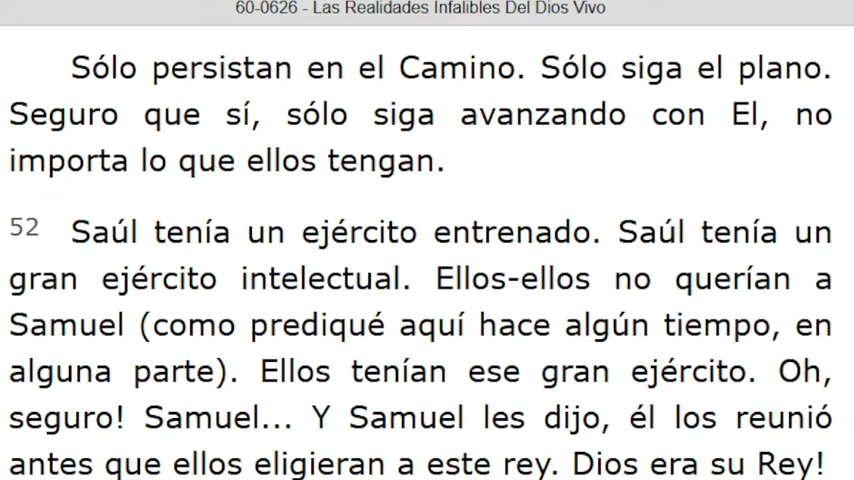 60-0626 - Las Realidades Infalibles Del Dios Vivo
Sólo persistan en el Camino. Sólo siga el plano.
Seguro que sí, sólo siga avanzando con El, no
importa lo que ellos tengan.
52 Saúl tenía un ejército entrenado. Saúl tenía un
gran ejército intelectual. Ellos-ellos no querían a
Samuel (como prediqué aquí hace algún tiempo, en
alguna parte). Ellos tenían ese gran ejército. Oh,
seguro! Samuel... Y Samuel les dijo, él los reunió
antes que ellos eligieran a este rey. Dios era su Rey!